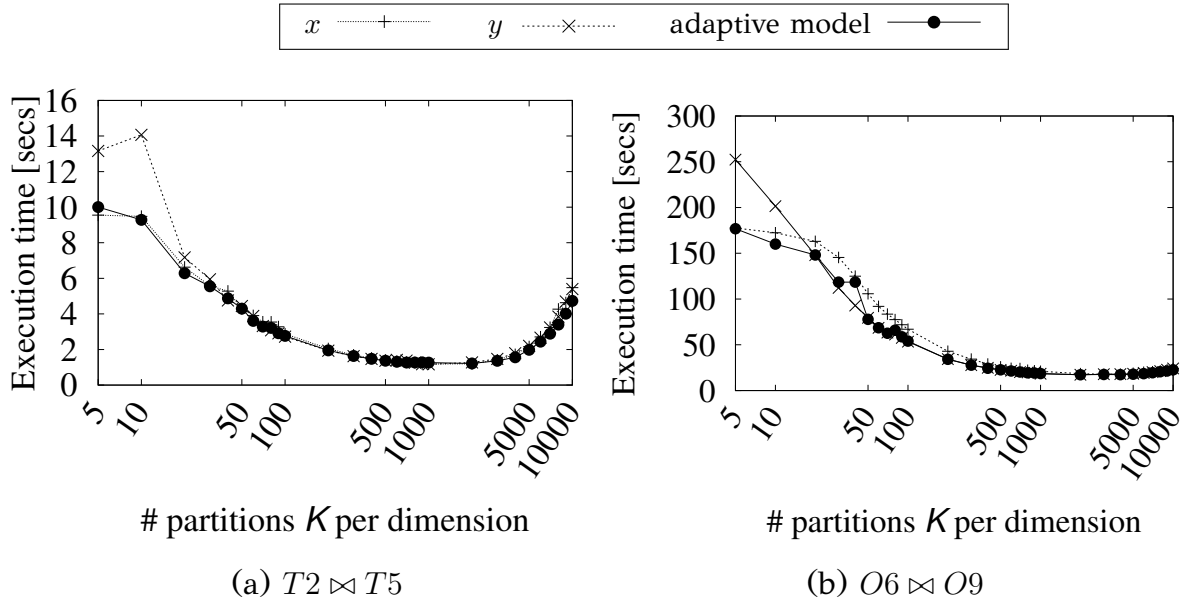 x y adaptive model
Execution time [secs]
16
14
12
10
8
6
4
2
0
5 10 50 100 500 1000 5000 10000
# partitions K per dimension
(a) T2 ⋈ T5
Execution time [secs]
300
250
200
150
100
50
0
5 10 50 100 500 1000 5000 10000
# partitions K per dimension
(b) O6 ⋈ O9